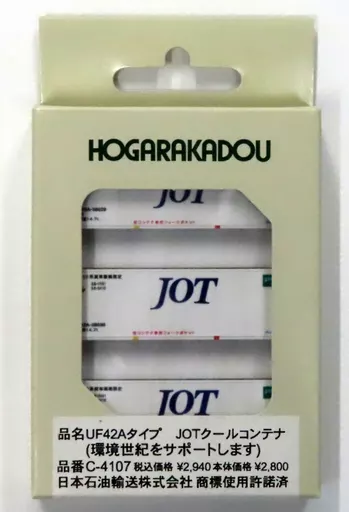 HOGARAKADOU
JOT
JOT
JOT
品名UF42Aタイプ JOTクールコンテナ
(環境世紀をサポートします)
品番C-4107 税込価格 ¥2,940 本体価格 ¥2,800
日本石油輸送株式会社 商標使用許諾済